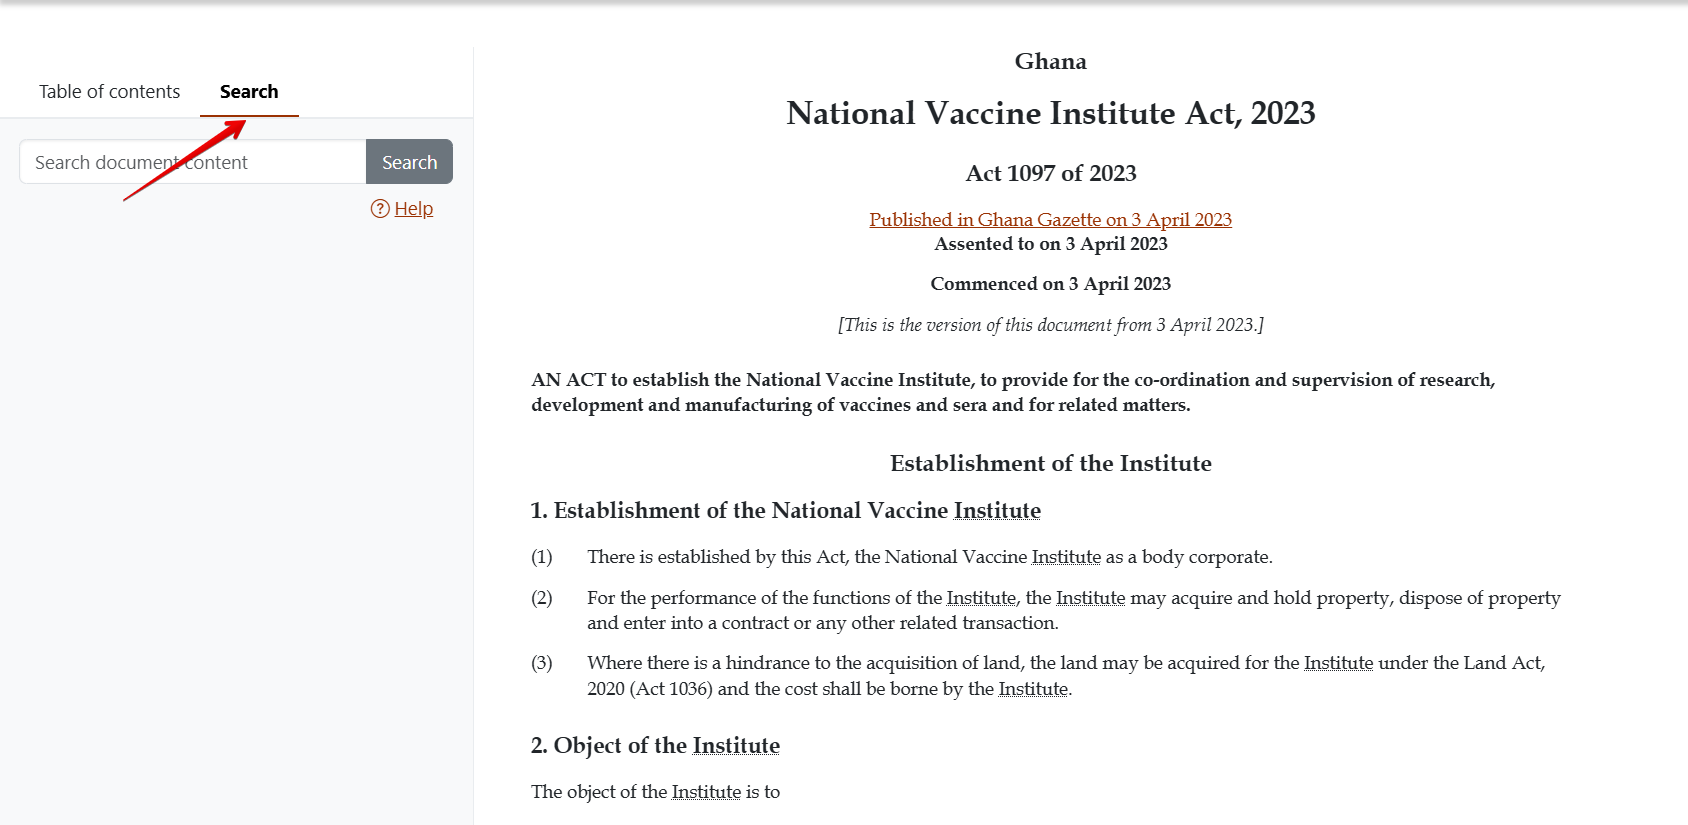 Table of contents
Search
Search document content
Search
Help
Ghana
National Vaccine Institute Act, 2023
Act 1097 of 2023
Published in Ghana Gazette on 3 April 2023
Assented to on 3 April 2023
Commenced on 3 April 2023
[This is the version of this document from 3 April 2023.]
AN ACT to establish the National Vaccine Institute, to provide for the co-ordination and supervision of research,
development and manufacturing of vaccines and sera and for related matters.
Establishment of the Institute
1. Establishment of the National Vaccine Institute
(1) There is established by this Act, the National Vaccine Institute as a body corporate.
(2) For the performance of the functions of the Institute, the Institute may acquire and hold property, dispose of property
and enter into a contract or any other related transaction.
(3) Where there is a hindrance to the acquisition of land, the land may be acquired for the Institute under the Land Act,
2020 (Act 1036) and the cost shall be borne by the Institute.
2. Object of the Institute
The object of the Institute is to